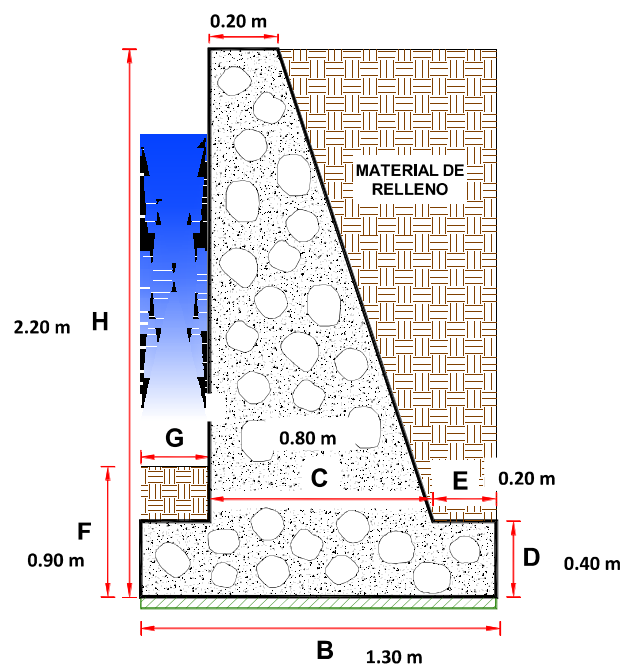 0.20 m
MATERIAL DE
RELLENO
H
2.20 m
G
0.80 m
C
E
0.20 m
F
0.90 m
D
0.40 m
B
1.30 m